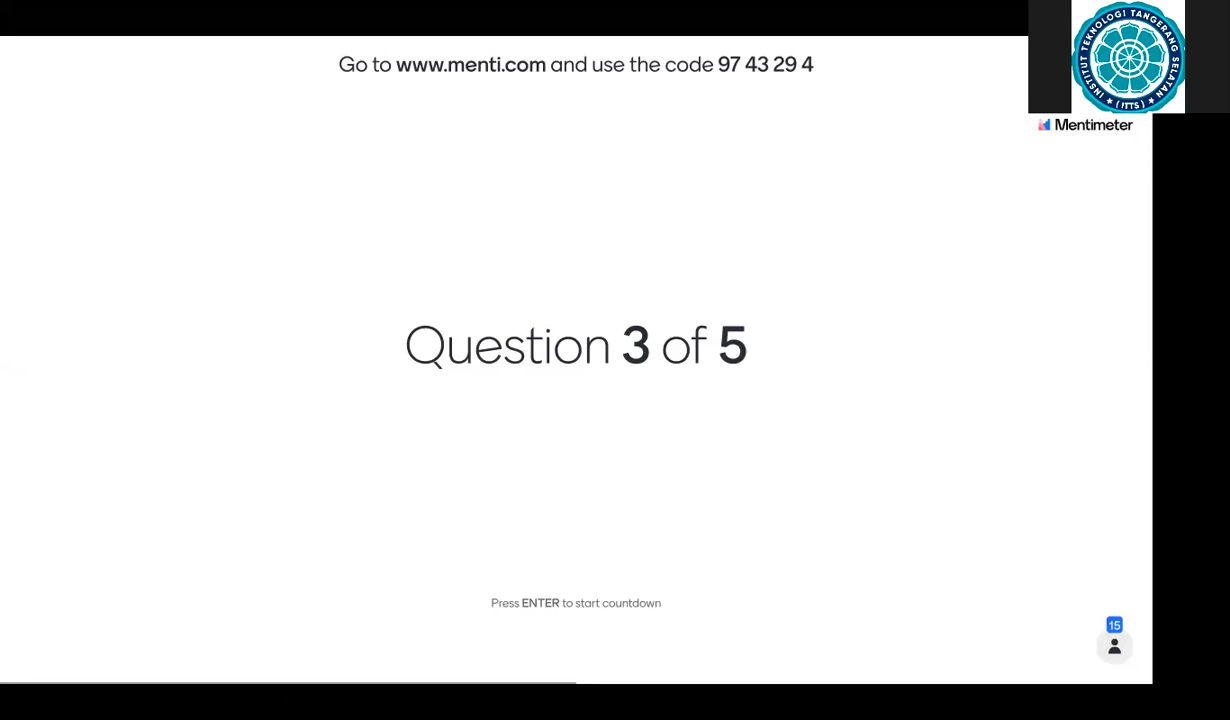 Go to www.menti.com and use the code 97 43 29 4
INSTITUT TEKNOLOGI TANGERANG SELATAN
(ITTS)
Mentimeter
Question 3 of 5
Press ENTER to start countdown
15